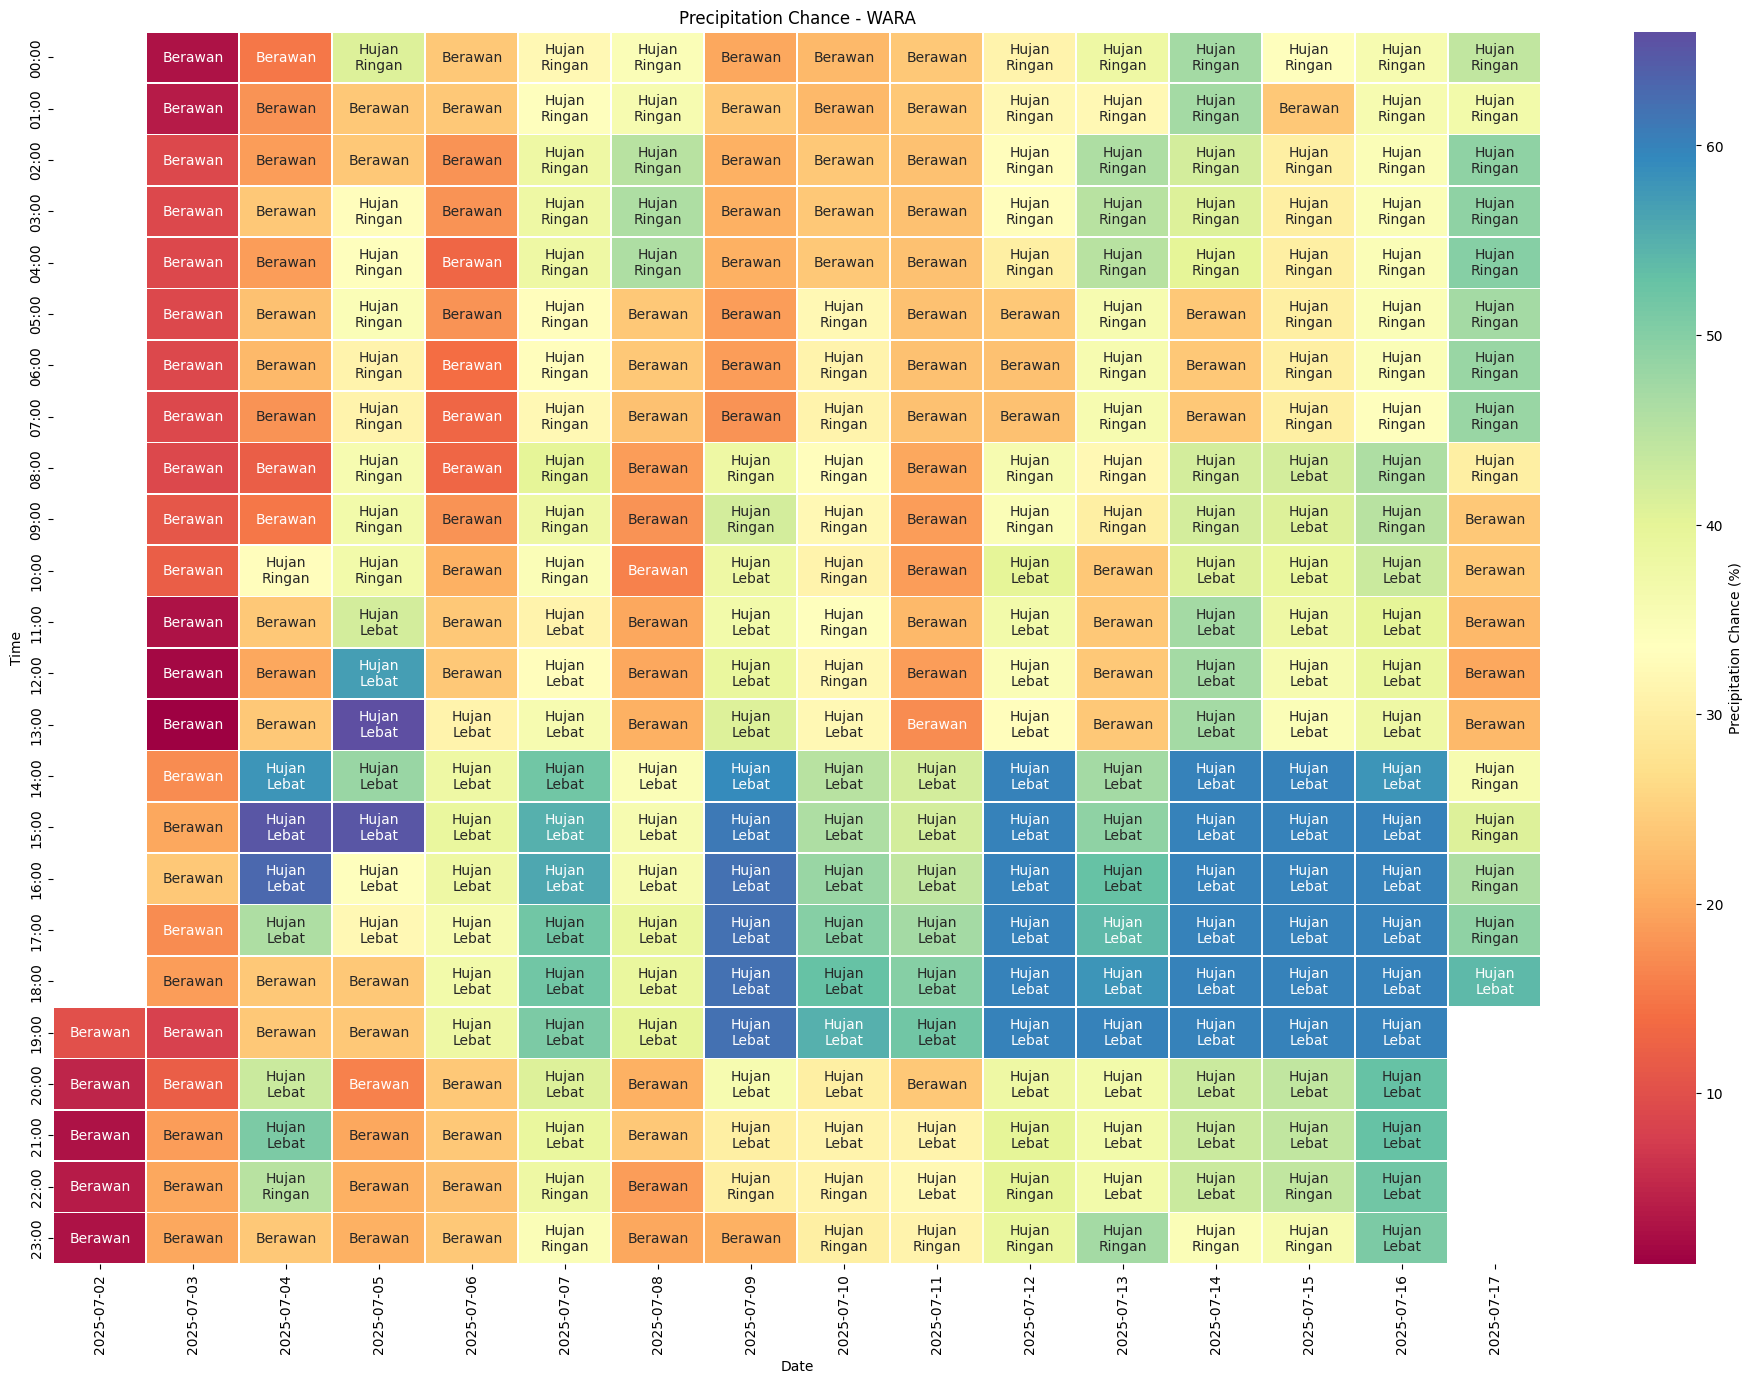 Precipitation Chance - WARA
00:00 Berawan Berawan Hujan Ringan Berawan Hujan Ringan Hujan Ringan Berawan Berawan Berawan Hujan Ringan Hujan Ringan Hujan Ringan Hujan Ringan Hujan Ringan Hujan Ringan
01:00 Berawan Berawan Berawan Berawan Hujan Ringan Hujan Ringan Berawan Berawan Berawan Hujan Ringan Hujan Ringan Hujan Ringan Berawan Hujan Ringan Hujan Ringan
02:00 Berawan Berawan Berawan Berawan Hujan Ringan Hujan Ringan Berawan Berawan Berawan Hujan Ringan Hujan Ringan Hujan Ringan Hujan Ringan Hujan Ringan Hujan Ringan
03:00 Berawan Berawan Hujan Ringan Berawan Hujan Ringan Hujan Ringan Berawan Berawan Berawan Hujan Ringan Hujan Ringan Hujan Ringan Hujan Ringan Hujan Ringan Hujan Ringan
04:00 Berawan Berawan Hujan Ringan Berawan Hujan Ringan Hujan Ringan Berawan Berawan Berawan Hujan Ringan Hujan Ringan Hujan Ringan Hujan Ringan Hujan Ringan Hujan Ringan
05:00 Berawan Berawan Hujan Ringan Berawan Hujan Ringan Berawan Berawan Hujan Ringan Berawan Berawan Hujan Ringan Berawan Hujan Ringan Hujan Ringan Hujan Ringan
06:00 Berawan Berawan Hujan Ringan Berawan Hujan Ringan Berawan Berawan Hujan Ringan Berawan Berawan Hujan Ringan Berawan Hujan Ringan Hujan Ringan Hujan Ringan
07:00 Berawan Berawan Hujan Ringan Berawan Hujan Ringan Berawan Berawan Hujan Ringan Berawan Berawan Hujan Ringan Berawan Hujan Ringan Hujan Ringan Hujan Ringan
08:00 Berawan Berawan Hujan Ringan Berawan Hujan Ringan Berawan Hujan Ringan Hujan Ringan Berawan Hujan Ringan Hujan Ringan Hujan Ringan Hujan Lebat Hujan Ringan Hujan Ringan
09:00 Berawan Berawan Hujan Ringan Berawan Hujan Ringan Berawan Hujan Ringan Hujan Ringan Berawan Hujan Ringan Hujan Ringan Hujan Ringan Hujan Lebat Hujan Ringan Berawan
10:00 Berawan Hujan Ringan Hujan Ringan Berawan Hujan Ringan Berawan Hujan Lebat Hujan Ringan Berawan Hujan Lebat Berawan Hujan Lebat Hujan Lebat Hujan Lebat Berawan
11:00 Berawan Berawan Hujan Lebat Berawan Hujan Lebat Berawan Hujan Lebat Hujan Ringan Berawan Hujan Lebat Berawan Hujan Lebat Hujan Lebat Hujan Lebat Berawan
12:00 Berawan Berawan Hujan Lebat Berawan Hujan Lebat Berawan Hujan Lebat Hujan Ringan Berawan Hujan Lebat Berawan Hujan Lebat Hujan Lebat Hujan Lebat Berawan
13:00 Berawan Berawan Hujan Lebat Hujan Lebat Hujan Lebat Berawan Hujan Lebat Hujan Lebat Berawan Hujan Lebat Berawan Hujan Lebat Hujan Lebat Hujan Lebat Berawan
14:00 Berawan Hujan Lebat Hujan Lebat Hujan Lebat Hujan Lebat Hujan Lebat Hujan Lebat Hujan Lebat Hujan Lebat Hujan Lebat Hujan Lebat Hujan Lebat Hujan Lebat Hujan Lebat Hujan Ringan
15:00 Berawan Hujan Lebat Hujan Lebat Hujan Lebat Hujan Lebat Hujan Lebat Hujan Lebat Hujan Lebat Hujan Lebat Hujan Lebat Hujan Lebat Hujan Lebat Hujan Lebat Hujan Lebat Hujan Ringan
16:00 Berawan Hujan Lebat Hujan Lebat Hujan Lebat Hujan Lebat Hujan Lebat Hujan Lebat Hujan Lebat Hujan Lebat Hujan Lebat Hujan Lebat Hujan Lebat Hujan Lebat Hujan Lebat Hujan Ringan
17:00 Berawan Hujan Lebat Hujan Lebat Hujan Lebat Hujan Lebat Hujan Lebat Hujan Lebat Hujan Lebat Hujan Lebat Hujan Lebat Hujan Lebat Hujan Lebat Hujan Lebat Hujan Lebat Hujan Ringan
18:00 Berawan Berawan Berawan Hujan Lebat Hujan Lebat Hujan Lebat Hujan Lebat Hujan Lebat Hujan Lebat Hujan Lebat Hujan Lebat Hujan Lebat Hujan Lebat Hujan Lebat Hujan Lebat
19:00 Berawan Berawan Berawan Berawan Hujan Lebat Hujan Lebat Hujan Lebat Hujan Lebat Hujan Lebat Hujan Lebat Hujan Lebat Hujan Lebat Hujan Lebat Hujan Lebat Hujan Lebat
20:00 Berawan Berawan Hujan Lebat Berawan Berawan Hujan Lebat Berawan Hujan Lebat Hujan Lebat Berawan Hujan Lebat Hujan Lebat Hujan Lebat Hujan Lebat Hujan Lebat
21:00 Berawan Berawan Hujan Lebat Berawan Berawan Hujan Lebat Berawan Hujan Lebat Hujan Lebat Hujan Lebat Hujan Lebat Hujan Lebat Hujan Lebat Hujan Lebat Hujan Lebat
22:00 Berawan Berawan Hujan Ringan Berawan Berawan Hujan Ringan Berawan Hujan Ringan Hujan Ringan Hujan Lebat Hujan Ringan Hujan Lebat Hujan Lebat Hujan Ringan Hujan Lebat
23:00 Berawan Berawan Berawan Berawan Berawan Hujan Ringan Berawan Berawan Hujan Ringan Hujan Ringan Hujan Ringan Hujan Ringan Hujan Ringan Hujan Ringan Hujan Lebat
Time
2025-07-02 2025-07-03 2025-07-04 2025-07-05 2025-07-06 2025-07-07 2025-07-08 2025-07-09 2025-07-10 2025-07-11 2025-07-12 2025-07-13 2025-07-14 2025-07-15 2025-07-16 2025-07-17
Date
60
50
40
30
20
10
Precipitation Chance (%)